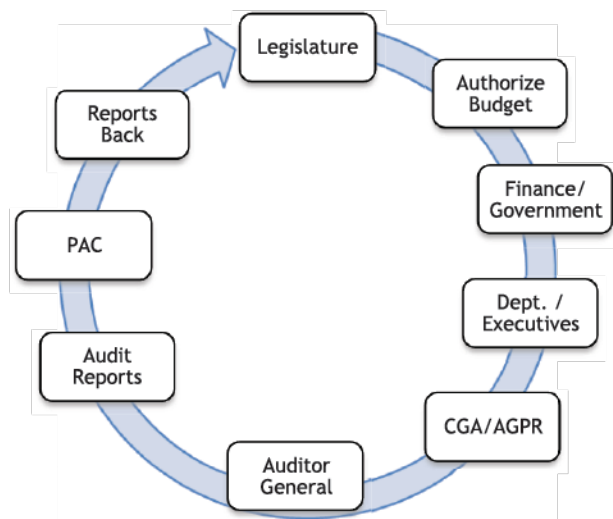 Legislature
Authorize
Budget
Finance/
Government
Dept. /
Executives
CGA/AGPR
Auditor
General
Audit
Reports
PAC
Reports
Back